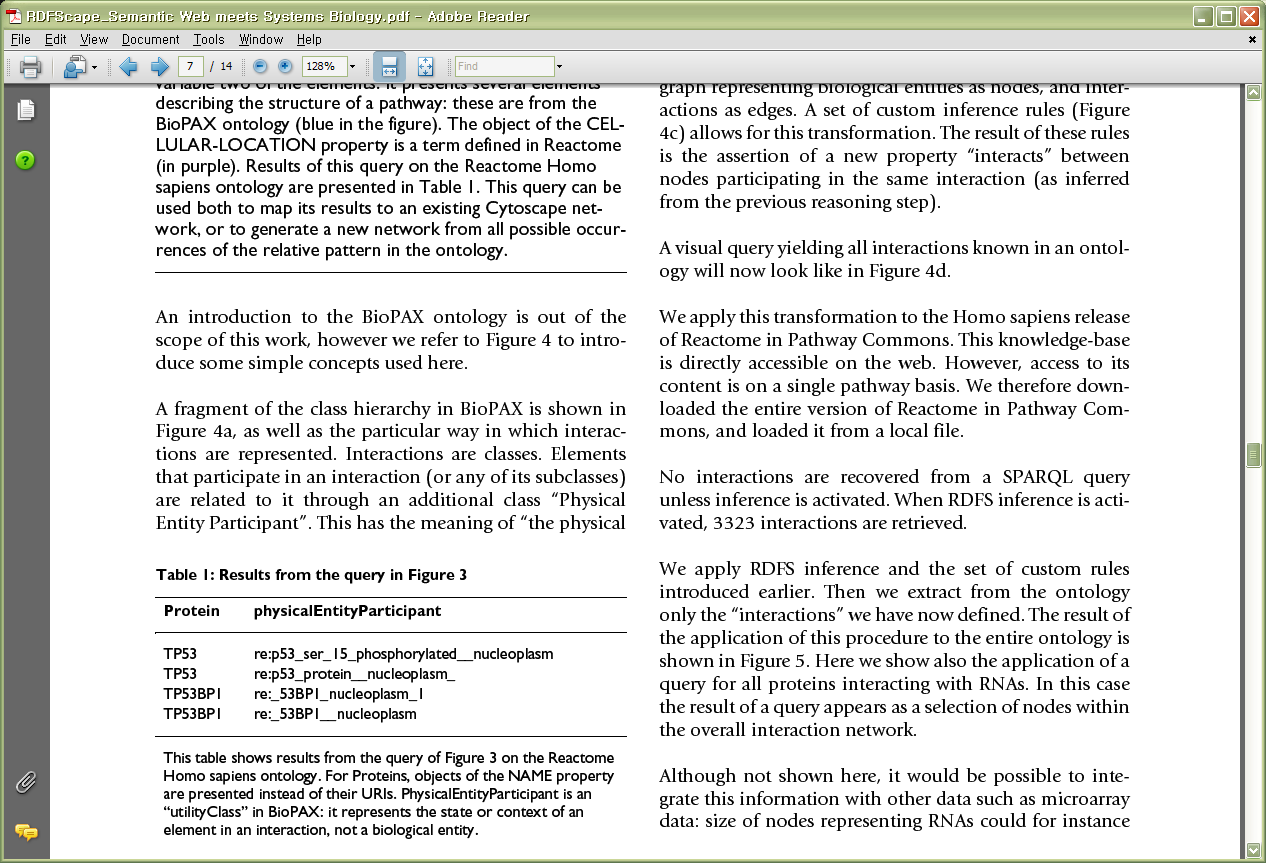 RDFScape_Semantic Web meets Systems Biology.pdf - Adobe Reader
File Edit View Document Tools Window Help
7 / 14 128% Find
variable two of the elements. It presents several elements
describing the structure of a pathway: these are from the
BioPAX ontology (blue in the figure). The object of the CEL-
LULAR-LOCATION property is a term defined in Reactome
(in purple). Results of this query on the Reactome Homo
sapiens ontology are presented in Table 1. This query can be
used both to map its results to an existing Cytoscape net-
work, or to generate a new network from all possible occur-
rences of the relative pattern in the ontology.
An introduction to the BioPAX ontology is out of the
scope of this work, however we refer to Figure 4 to intro-
duce some simple concepts used here.
A fragment of the class hierarchy in BioPAX is shown in
Figure 4a, as well as the particular way in which interac-
tions are represented. Interactions are classes. Elements
that participate in an interaction (or any of its subclasses)
are related to it through an additional class “Physical
Entity Participant”. This has the meaning of “the physical
Table 1: Results from the query in Figure 3
Protein physicalEntityParticipant
TP53 re:p53_ser_15_phosphorylated__nucleoplasm
TP53 re:p53_protein__nucleoplasm_
TP53BP1 re:_53BP1_nucleoplasm_1
TP53BP1 re:_53BP1__nucleoplasm
This table shows results from the query of Figure 3 on the Reactome
Homo sapiens ontology. For Proteins, objects of the NAME property
are presented instead of their URIs. PhysicalEntityParticipant is an
“utilityClass” in BioPAX: it represents the state or context of an
element in an interaction, not a biological entity.
graph representing biological entities as nodes, and inter-
actions as edges. A set of custom inference rules (Figure
4c) allows for this transformation. The result of these rules
is the assertion of a new property “interacts” between
nodes participating in the same interaction (as inferred
from the previous reasoning step).
A visual query yielding all interactions known in an ontol-
ogy will now look like in Figure 4d.
We apply this transformation to the Homo sapiens release
of Reactome in Pathway Commons. This knowledge-base
is directly accessible on the web. However, access to its
content is on a single pathway basis. We therefore down-
loaded the entire version of Reactome in Pathway Com-
mons, and loaded it from a local file.
No interactions are recovered from a SPARQL query
unless inference is activated. When RDFS inference is acti-
vated, 3323 interactions are retrieved.
We apply RDFS inference and the set of custom rules
introduced earlier. Then we extract from the ontology
only the “interactions” we have now defined. The result of
the application of this procedure to the entire ontology is
shown in Figure 5. Here we show also the application of a
query for all proteins interacting with RNAs. In this case
the result of a query appears as a selection of nodes within
the overall interaction network.
Although not shown here, it would be possible to inte-
grate this information with other data such as microarray
data: size of nodes representing RNAs could for instance